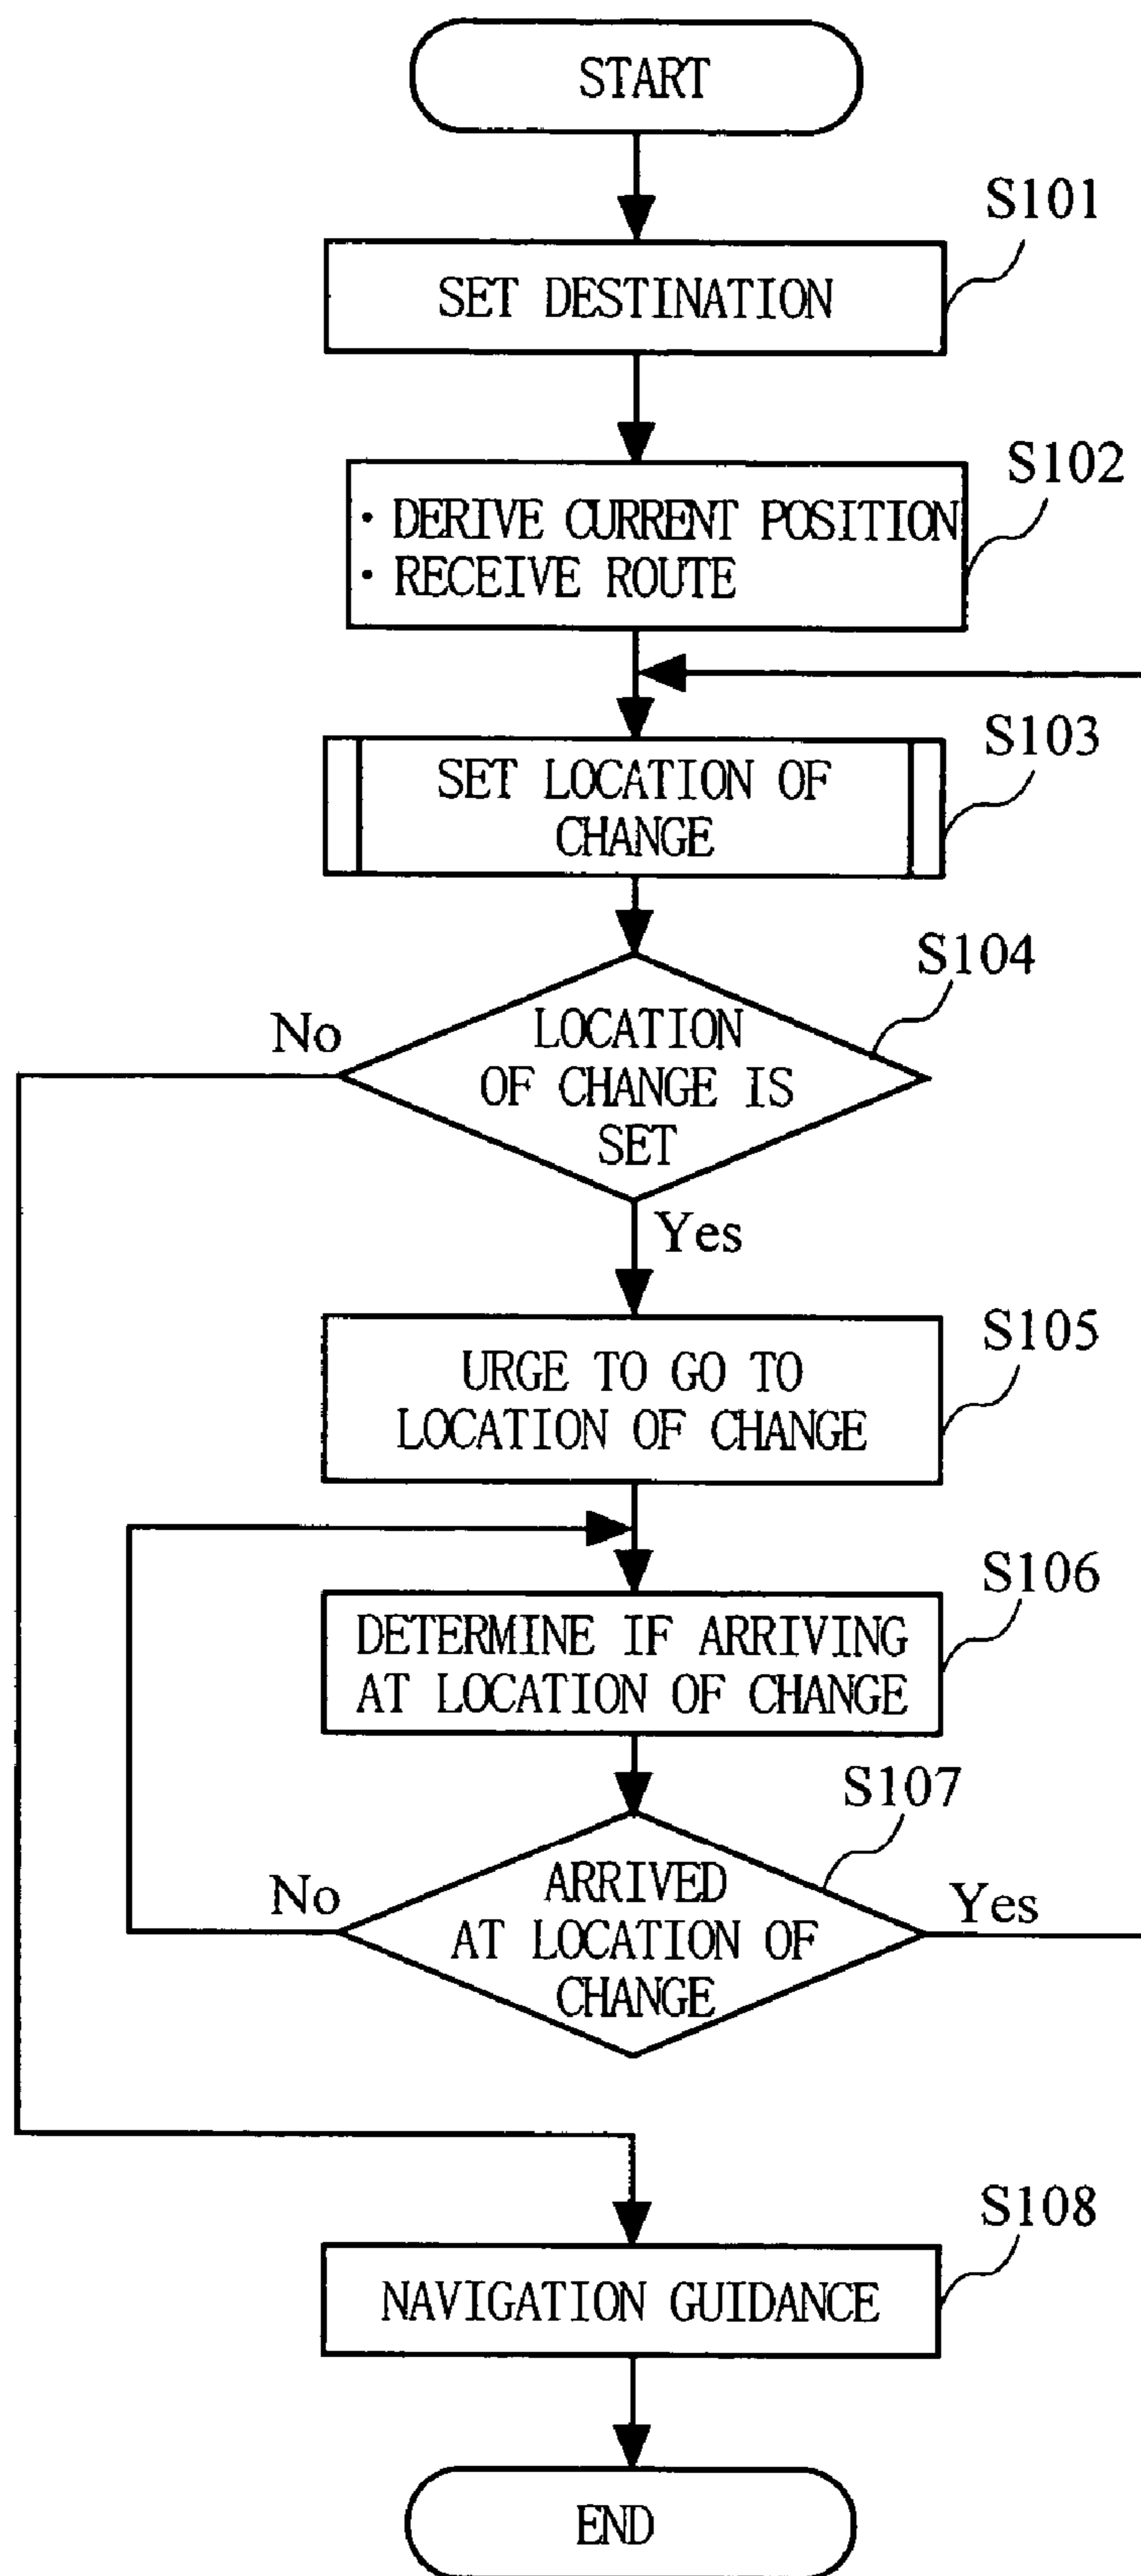 START
S101
SET DESTINATION
S102
· DERIVE CURRENT POSITION
· RECEIVE ROUTE
S103
SET LOCATION OF
CHANGE
S104
No
LOCATION
OF CHANGE IS
SET
Yes
S105
URGE TO GO TO
LOCATION OF CHANGE
S106
DETERMINE IF ARRIVING
AT LOCATION OF CHANGE
S107
No
ARRIVED
AT LOCATION OF
CHANGE
Yes
S108
NAVIGATION GUIDANCE
END